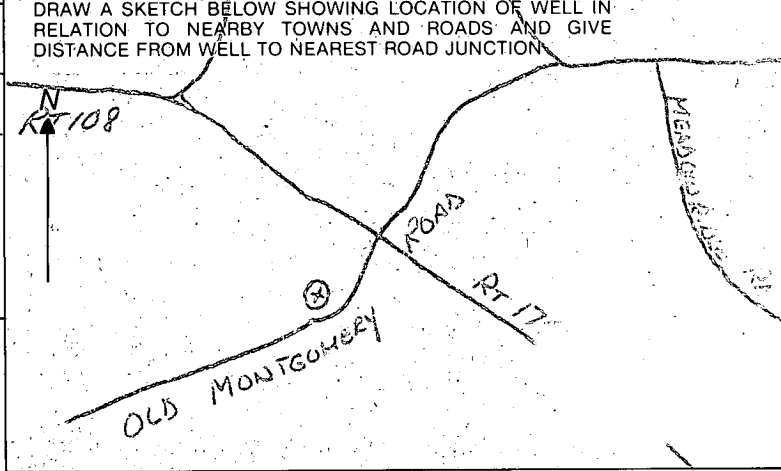 DRAW A SKETCH BELOW SHOWING LOCATION OF WELL IN
RELATION TO NEARBY TOWNS AND ROADS AND GIVE
DISTANCE FROM WELL TO NEAREST ROAD JUNCTION
N
RT 108
ROAD
RT 17
OLD MONTGOMERY